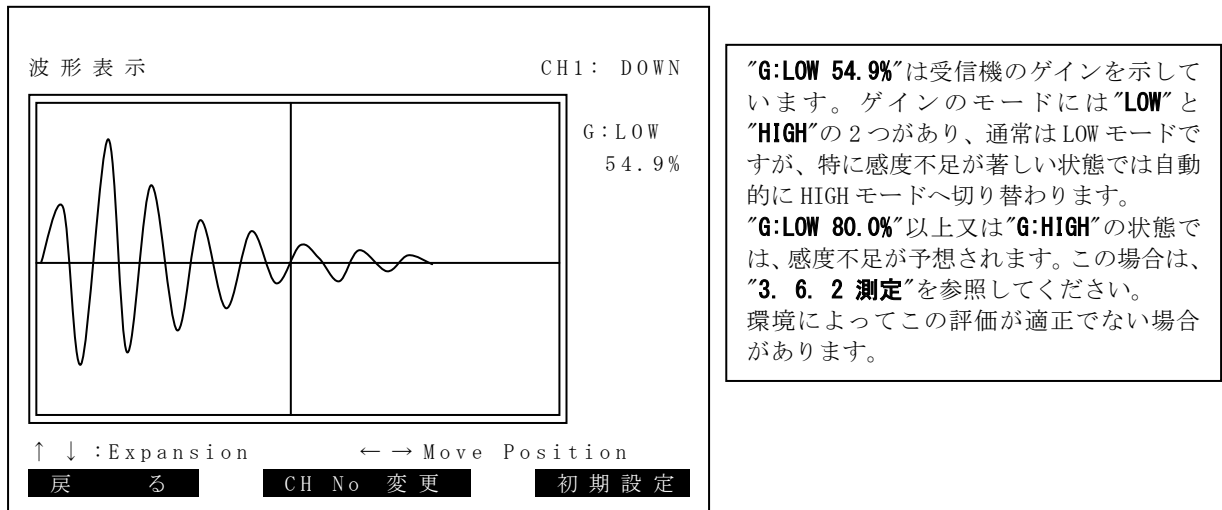 波形表示
CH1: DOWN
G:LOW
54.9%
↑ ↓ :Expansion
← → Move Position
戻 る
CH No 変更
初期設定
"G:LOW 54.9%"は受信機のゲインを示して
います。ゲインのモードには"LOW"と
"HIGH"の 2 つがあり、通常は LOW モードで
すが、特に感度不足が著しい状態では自動
的に HIGH モードへ切り替わります。
"G:LOW 80.0%"以上又は"G:HIGH"の状態で
は、感度不足が予想されます。この場合は、
"3. 6. 2 測定"を参照してください。
環境によってこの評価が適正でない場合
があります。